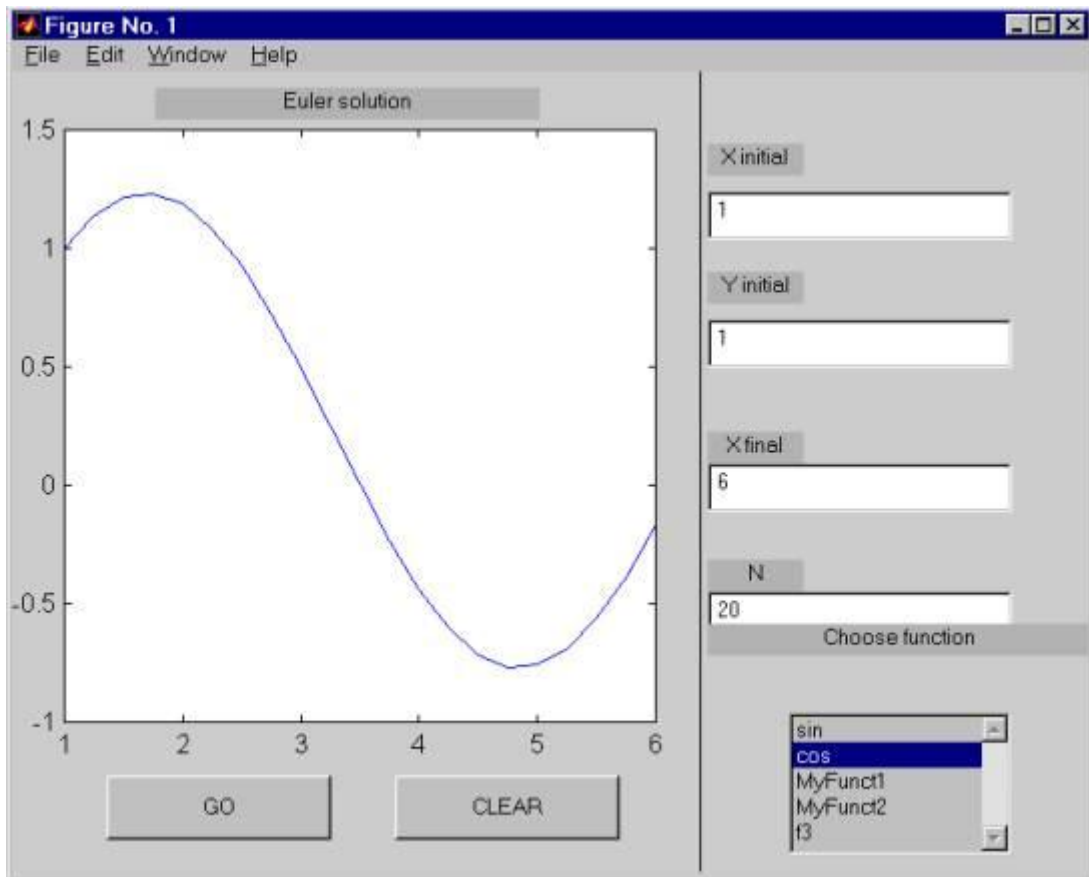 Figure No. 1
File Edit Window Help
Euler solution
1.5
1
0.5
0
-0.5
-1
1 2 3 4 5 6
GO
CLEAR
X initial
1
Y initial
1
X final
6
N
20
Choose function
sin
cos
MyFunct1
MyFunct2
f3